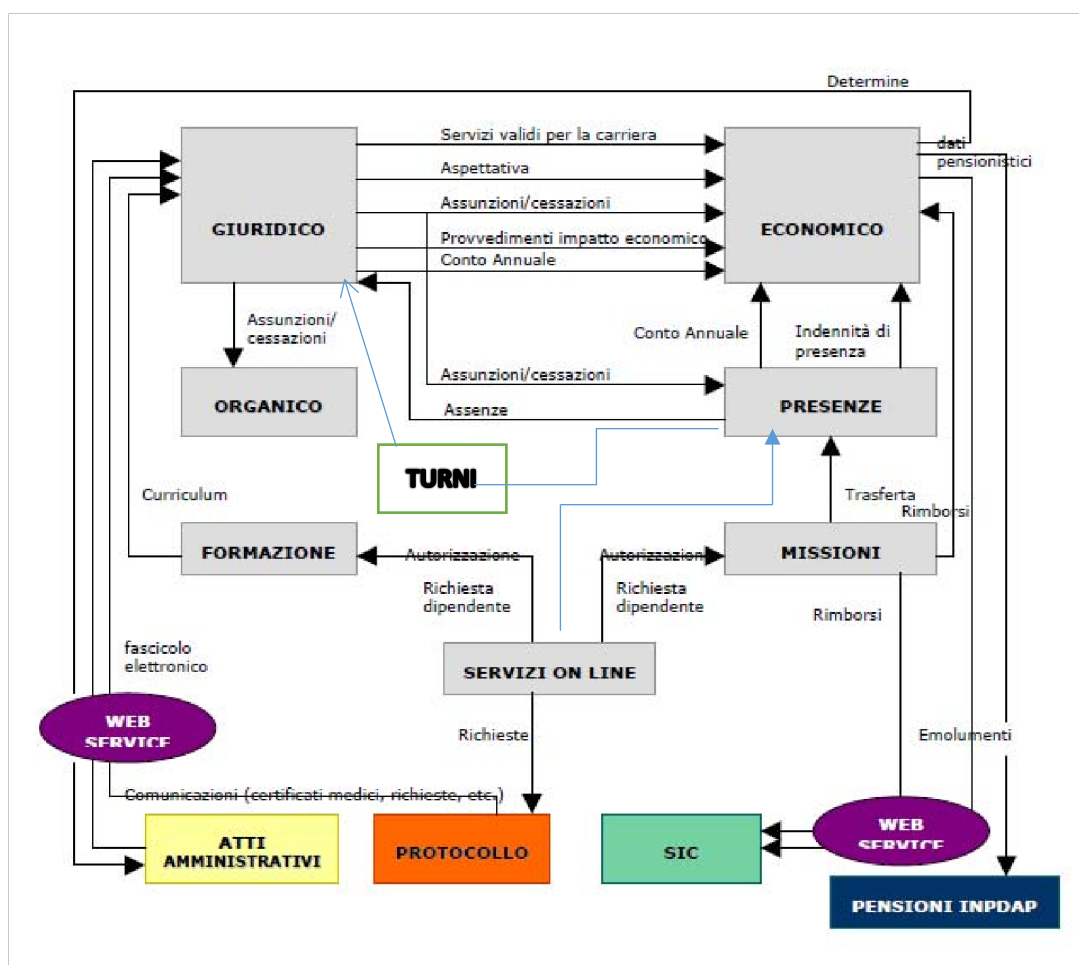 Determine
Servizi validi per la carriera
dati
pensionistici
Aspettativa
Assunzioni/cessazioni
GIURIDICO
ECONOMICO
Provvedimenti impatto economico
Conto Annuale
Assunzioni/
cessazioni
Conto Annuale
Indennità di
presenza
Assunzioni/cessazioni
ORGANICO
Assenze
PRESENZE
TURNI
Curriculum
Trasferta
Rimborsi
FORMAZIONE
Autorizzazione
Autorizzazion
MISSIONI
Richiesta
dipendente
Richiesta
dipendente
Rimborsi
fascicolo
elettronico
SERVIZI ON LINE
WEB
SERVICE
Richieste
Emolumenti
Comunicazioni (certificati medici, richieste, etc.)
WEB
SERVICE
ATTI
AMMINISTRATIVI
PROTOCOLLO
SIC
PENSIONI INPDAP